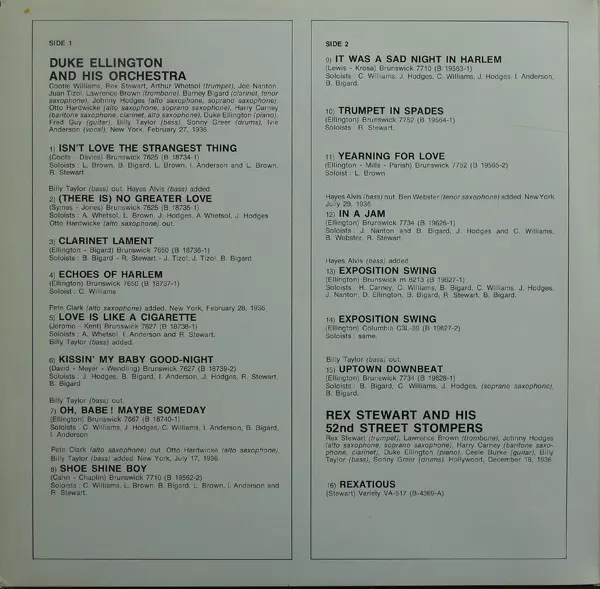 SIDE 1
DUKE ELLINGTON
AND HIS ORCHESTRA
Cootie Williams, Rex Stewart, Arthur Whetsol (trumpet), Joe Nanton,
Juan Tizol, Lawrence Brown (trombone), Barney Bigard (clarinet, tenor
saxophone), Johnny Hodges (alto saxophone, soprano saxophone),
Otto Hardwicke (alto saxophone, soprano saxophone), Harry Carney
(baritone saxophone, clarinet, alto saxophone), Duke Ellington (piano),
Fred Guy (guitar), Billy Taylor (bass), Sonny Greer (drums), Ivie
Anderson (vocal), New York, February 27, 1936.
1) ISN'T LOVE THE STRANGEST THING
(Coots - Davies) Brunswick 7625 (B 18734-1)
Soloists : L. Brown, B. Bigard, L. Brown, I. Anderson and L. Brown,
R. Stewart
Billy Taylor (bass) out. Hayes Alvis (bass) added.
2) (THERE IS) NO GREATER LOVE
(Symes - Jones) Brunswick 7625 (B 18735-1)
Soloists : A. Whetsol, L. Brown, J. Hodges, A. Whetsol, J. Hodges
Otto Hardwicke (alto saxophone) out.
3) CLARINET LAMENT
(Ellington - Bigard) Brunswick 7650 (B 18736-1)
Soloists : B. Bigard - R. Stewart - J. Tizol, J. Tizol, B. Bigard
4) ECHOES OF HARLEM
(Ellington) Brunswick 7650 (B 18737-1)
Soloist : C. Williams
Pete Clark (alto saxophone) added. New York, February 28, 1936.
5) LOVE IS LIKE A CIGARETTE
(Jerome - Kent) Brunswick 7627 (B 18738-1)
Soloists : A. Whetsol, I. Anderson and R. Stewart.
Billy Taylor (bass) added.
6) KISSIN' MY BABY GOOD-NIGHT
(David - Meyer - Wendling) Brunswick 7627 (B 18739-2)
Soloists : J. Hodges, B. Bigard, I. Anderson, J. Hodges, R. Stewart,
B. Bigard
Billy Taylor (bass) out.
7) OH, BABE! MAYBE SOMEDAY
(Ellington) Brunswick 7667 (B 18740-1)
Soloists : C. Williams, J. Hodges, C. Williams, B. Bigard, I. Anderson, B. Bigard,
I. Anderson
Pete Clark (alto saxophone) out. Otto Hardwicke (alto saxophone),
Billy Taylor (bass) added. New York, July 17, 1936.
8) SHOE SHINE BOY
(Cahn - Chaplin) Brunswick 7710 (B 19562-2)
Soloists : C. Williams, L. Brown, B. Bigard, L. Brown, I. Anderson and
R. Stewart.
SIDE 2
9) IT WAS A SAD NIGHT IN HARLEM
(Lewis - Krosa) Brunswick 7710 (B 19563-1)
Soloists : C. Williams, J. Hodges, C. Williams, J. Hodges, I. Anderson,
B. Bigard.
10) TRUMPET IN SPADES
(Ellington) Brunswick 7752 (B 19564-1)
Soloists : R. Stewart.
11) YEARNING FOR LOVE
(Ellington - Mills - Parish) Brunswick 7752 (B 19565-2)
Soloist : L. Brown
Hayes Alvis (bass) out. Ben Webster (tenor saxophone) added. New York
July 29, 1936.
12) IN A JAM
(Ellington) Brunswick 7734 (B 19626-1)
Soloists : J. Nanton and B. Bigard, J. Hodges and C. Williams,
B. Webster, R. Stewart.
Hayes Alvis (bass) added
13) EXPOSITION SWING
(Ellington) Brunswick m 8213 (B 19627-1)
Soloists : H. Carney, C. Williams, B. Bigard, C. Williams, J. Hodges,
J. Nanton, D. Ellington, B. Bigard, R. Stewart, B. Bigard.
14) EXPOSITION SWING
(Ellington) Columbia C3L-39 (B 19627-2)
Soloists : same.
Billy Taylor (bass) out.
15) UPTOWN DOWNBEAT
(Ellington) Brunswick 7734 (B 19628-1)
Soloists : B. Bigard, C. Williams, J. Hodges, (soprano saxophone),
B. Bigard.
REX STEWART AND HIS
52nd STREET STOMPERS
Rex Stewart (trumpet), Lawrence Brown (trombone), Johnny Hodges
(alto saxophone, soprano saxophone), Harry Carney (baritone saxo-
phone, clarinet), Duke Ellington (piano), Ceele Burke (guitar), Billy
Taylor (bass), Sonny Greer (drums). Hollywood, December 16, 1936.
16) REXATIOUS
(Stewart) Variety VA-517 (B-4369-A)